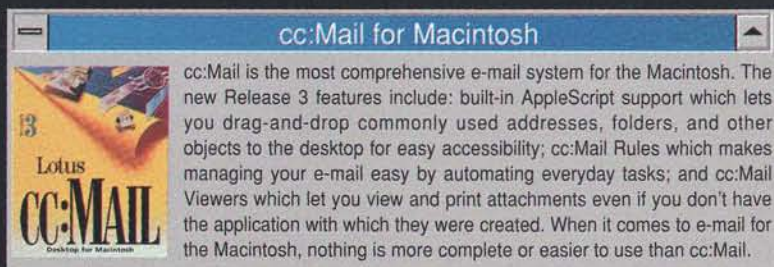 cc:Mail for Macintosh
cc:Mail is the most comprehensive e-mail system for the Macintosh. The
new Release 3 features include: built-in AppleScript support which lets
you drag-and-drop commonly used addresses, folders, and other
objects to the desktop for easy accessibility; cc:Mail Rules which makes
managing your e-mail easy by automating everyday tasks; and cc:Mail
Viewers which let you view and print attachments even if you don't have
the application with which they were created. When it comes to e-mail for
the Macintosh, nothing is more complete or easier to use than cc:Mail.
3
Lotus
CC:MAIL
Desktop for Macintosh